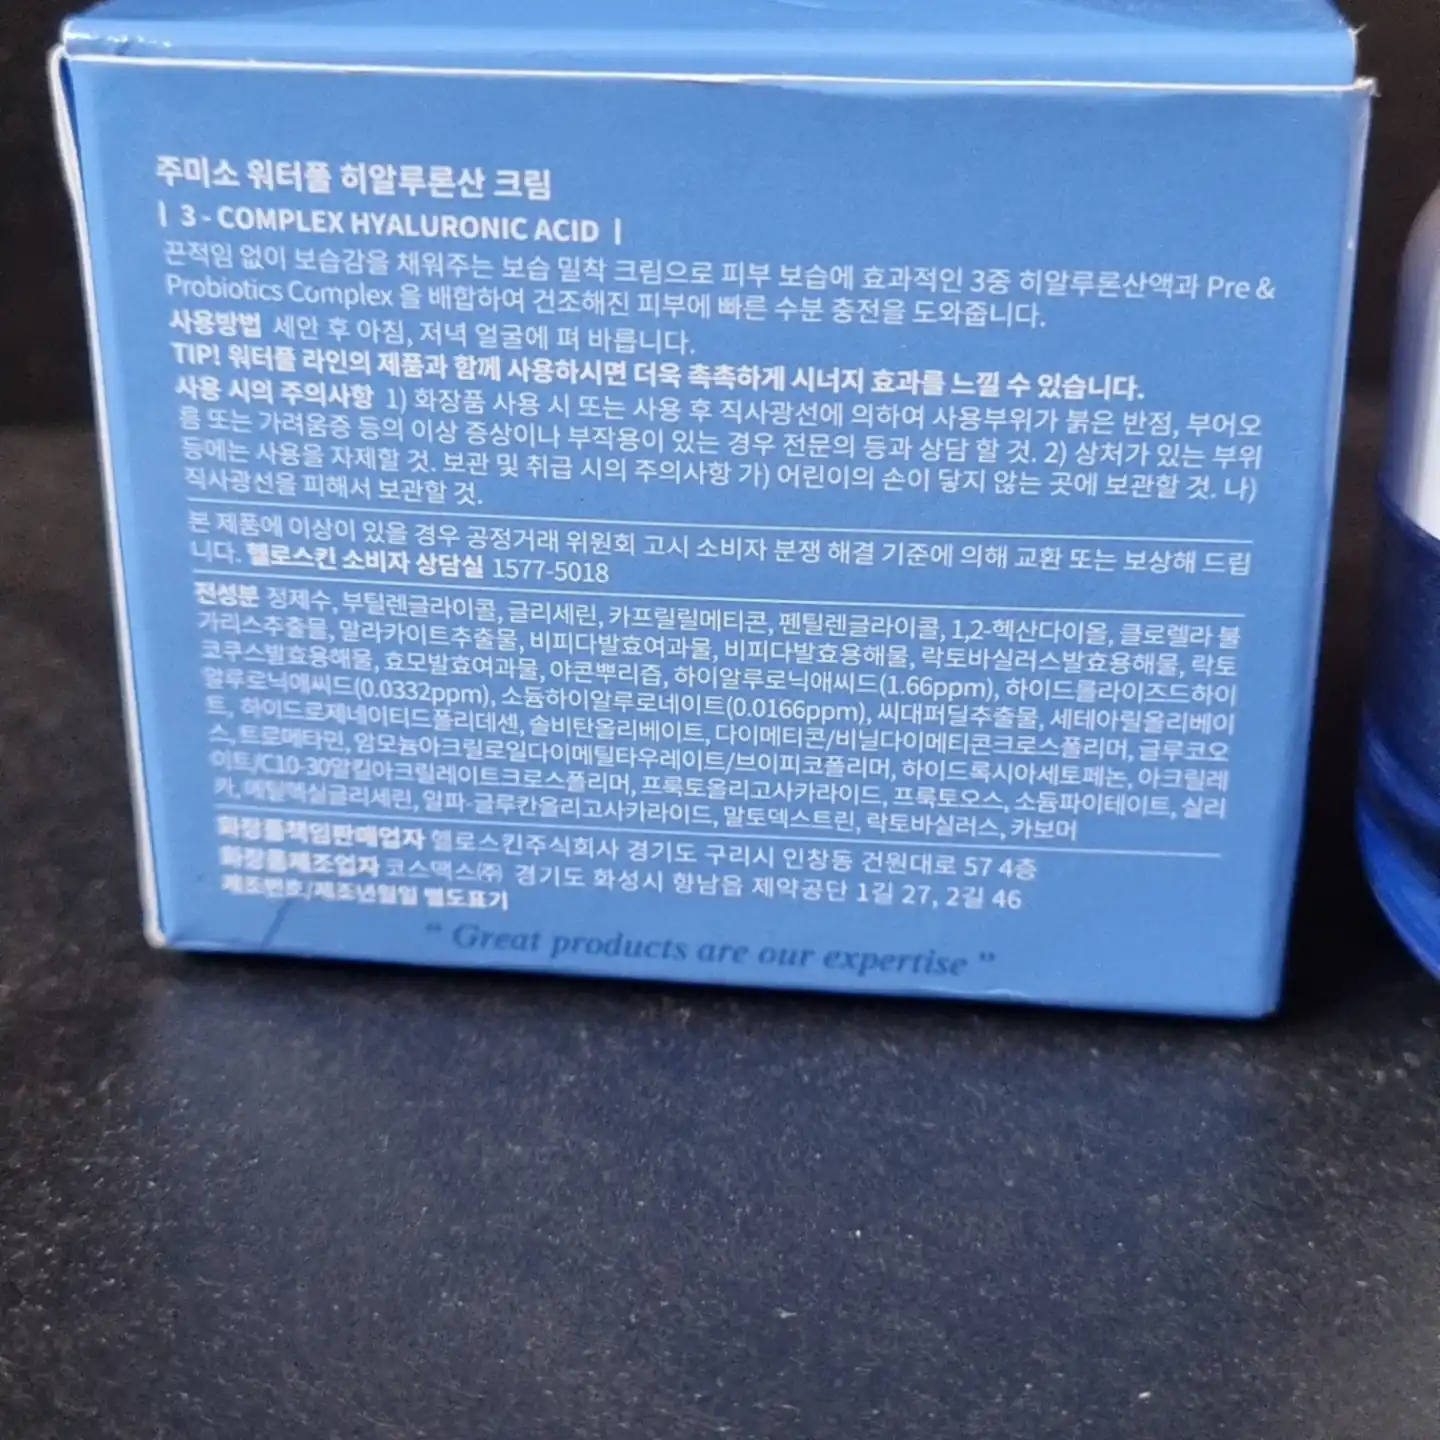 주미소 워터풀 히알루론산 크림
| 3 - COMPLEX HYALURONIC ACID |
끈적임 없이 보습감을 채워주는 보습 밀착 크림으로 피부 보습에 효과적인 3중 히알루론산액과 Pre &
Probiotics Complex 을 배합하여 건조해진 피부에 빠른 수분 충전을 도와줍니다.
사용방법 세안 후 아침, 저녁 얼굴에 펴 바릅니다.
TIP! 워터풀 라인의 제품과 함께 사용하시면 더욱 촉촉하게 시너지 효과를 느낄 수 있습니다.
사용 시의 주의사항 1) 화장품 사용 시 또는 사용 후 직사광선에 의하여 사용부위가 붉은 반점, 부어오
름 또는 가려움증 등의 이상 증상이나 부작용이 있는 경우 전문의 등과 상담 할 것. 2) 상처가 있는 부위
등에는 사용을 자제할 것. 보관 및 취급 시의 주의사항 가) 어린이의 손이 닿지 않는 곳에 보관할 것. 나)
직사광선을 피해서 보관할 것.
본 제품에 이상이 있을 경우 공정거래 위원회 고시 소비자 분쟁 해결 기준에 의해 교환 또는 보상해 드립
니다. 헬로스킨 소비자 상담실 1577-5018
전성분 정제수, 부틸렌글라이콜, 글리세린, 카프릴릴메티콘, 펜틸렌글라이콜, 1,2-헥산다이올, 클로렐라 불
가리스추출물, 말라카이트추출물, 비피다발효여과물, 비피다발효용해물, 락토바실러스발효용해물, 락토
코쿠스발효용해물, 효모발효여과물, 야콘뿌리즙, 하이알루로닉애씨드(1.66ppm), 하이드롤라이즈드하이
알루로닉애씨드(0.0332ppm), 소듐하이알루로네이트(0.0166ppm), 씨대퍼딜추출물, 세테아릴올리베이
트, 하이드로제네이티드폴리데센, 솔비탄올리베이트, 다이메티콘/비닐다이메티콘크로스폴리머, 글루코오
스, 트로메타민, 암모늄아크릴로일다이메틸타우레이트/브이피코폴리머, 하이드록시아세토페논, 아크릴레
이트/C10-30알킬아크릴레이트크로스폴리머, 프룩토올리고사카라이드, 프룩토오스, 소듐파이테이트, 실리
카, 에틸헥실글리세린, 알파-글루칸올리고사카라이드, 말토덱스트린, 락토바실러스, 카보머
화장품책임판매업자 헬로스킨주식회사 경기도 구리시 인창동 건원대로 57 4층
화장품제조업자 코스맥스㈜ 경기도 화성시 향남읍 제약공단 1길 27, 2길 46
제조번호/제조년월일 별도표기
“ Great products are our expertise ”